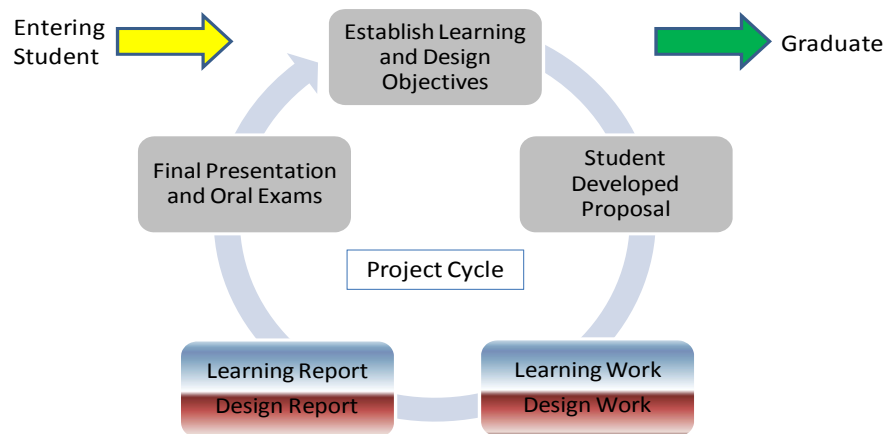 Entering
Student
Establish Learning
and Design
Objectives
Graduate
Final Presentation
and Oral Exams
Student
Developed
Proposal
Project Cycle
Learning Report
Design Report
Learning Work
Design Work